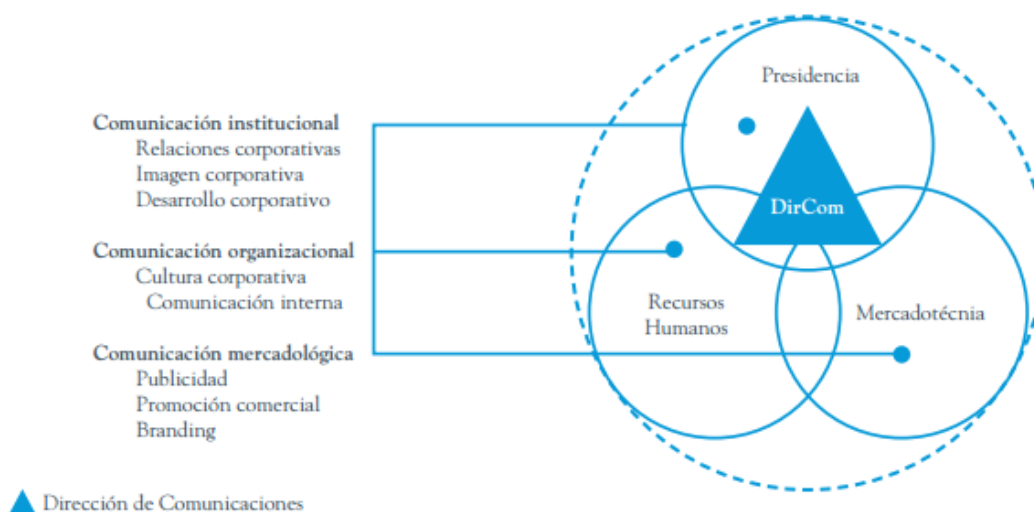 Comunicación institucional
Relaciones corporativas
Imagen corporativa
Desarrollo corporativo
Comunicación organizacional
Cultura corporativa
Comunicación interna
Comunicación mercadológica
Publicidad
Promoción comercial
Branding
Presidencia
DirCom
Recursos
Humanos
Mercadotécnia
Dirección de Comunicaciones